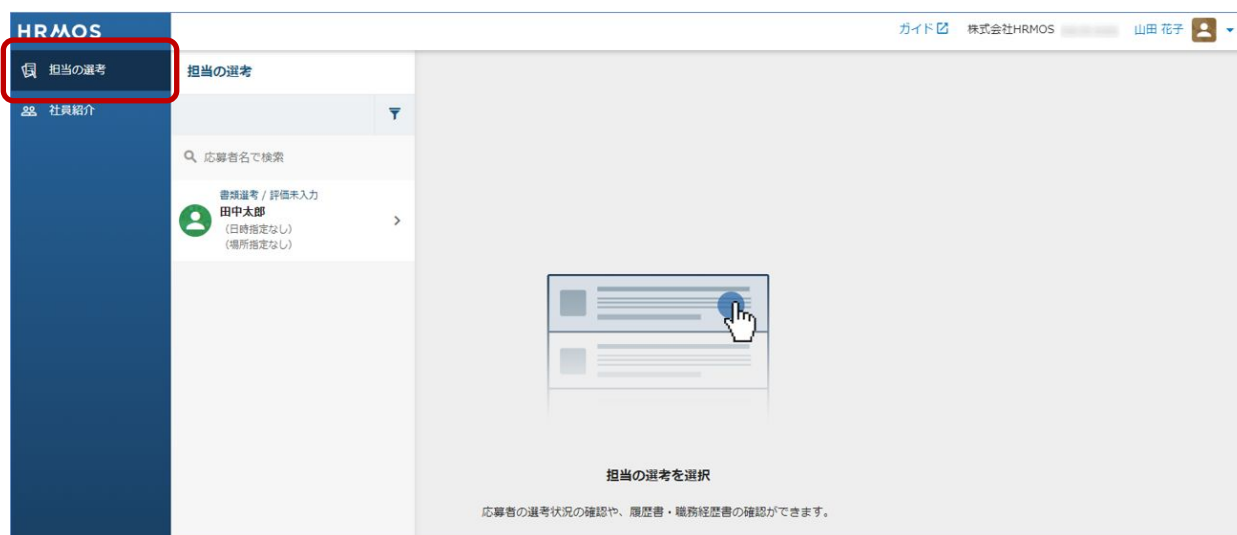 HRMOS
ガイド 株式会社HRMOS 山田 花子
担当の選考
社員紹介
担当の選考
応募者名で検索
書類選考 / 評価未入力
田中太郎
（日時指定なし）
（場所指定なし）
担当の選考を選択
応募者の選考状況の確認や、履歴書・職務経歴書の確認ができます。